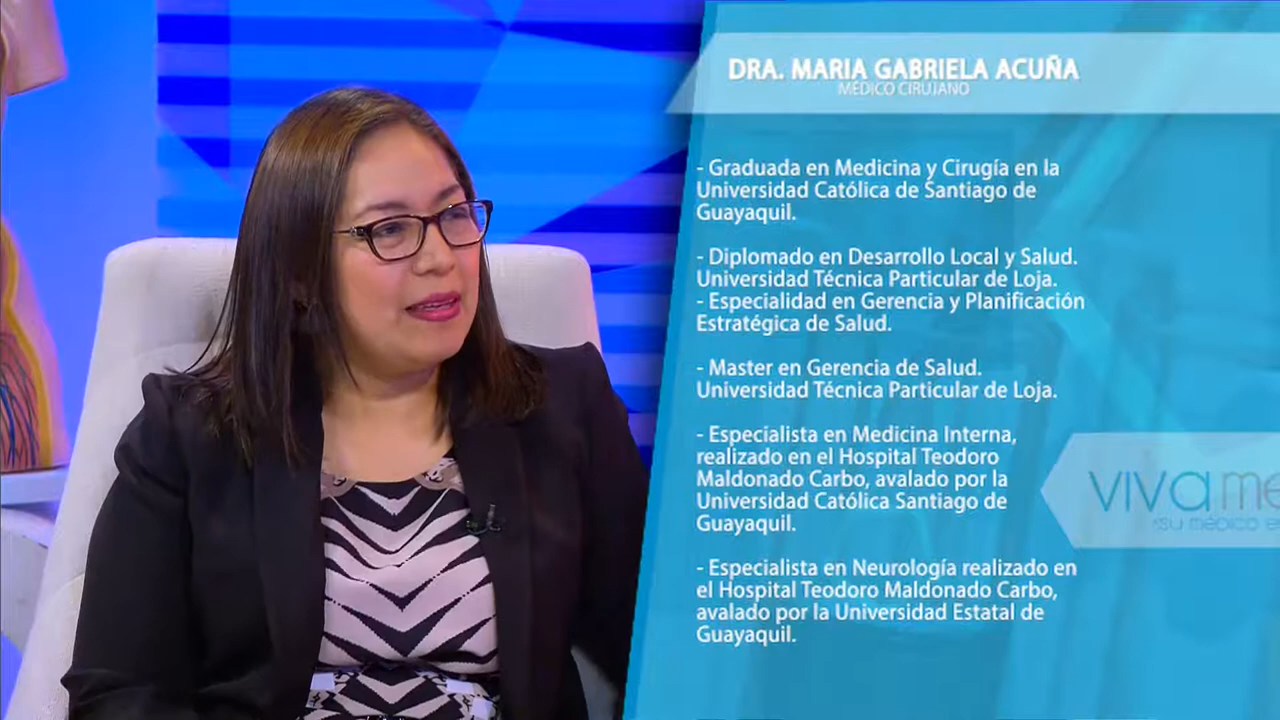 DRA. MARIA GABRIELA ACUÑA
MÉDICO CIRUJANO
- Graduada en Medicina y Cirugía en la
Universidad Católica de Santiago de
Guayaquil.
- Diplomado en Desarrollo Local y Salud.
Universidad Técnica Particular de Loja.
- Especialidad en Gerencia y Planificación
Estratégica de Salud.
- Master en Gerencia de Salud.
Universidad Técnica Particular de Loja.
- Especialista en Medicina Interna,
realizado en el Hospital Teodoro
Maldonado Carbo, avalado por la
Universidad Católica Santiago de
Guayaquil.
- Especialista en Neurología realizado en
el Hospital Teodoro Maldonado Carbo,
avalado por la Universidad Estatal de
Guayaquil.
vivame
su médico e